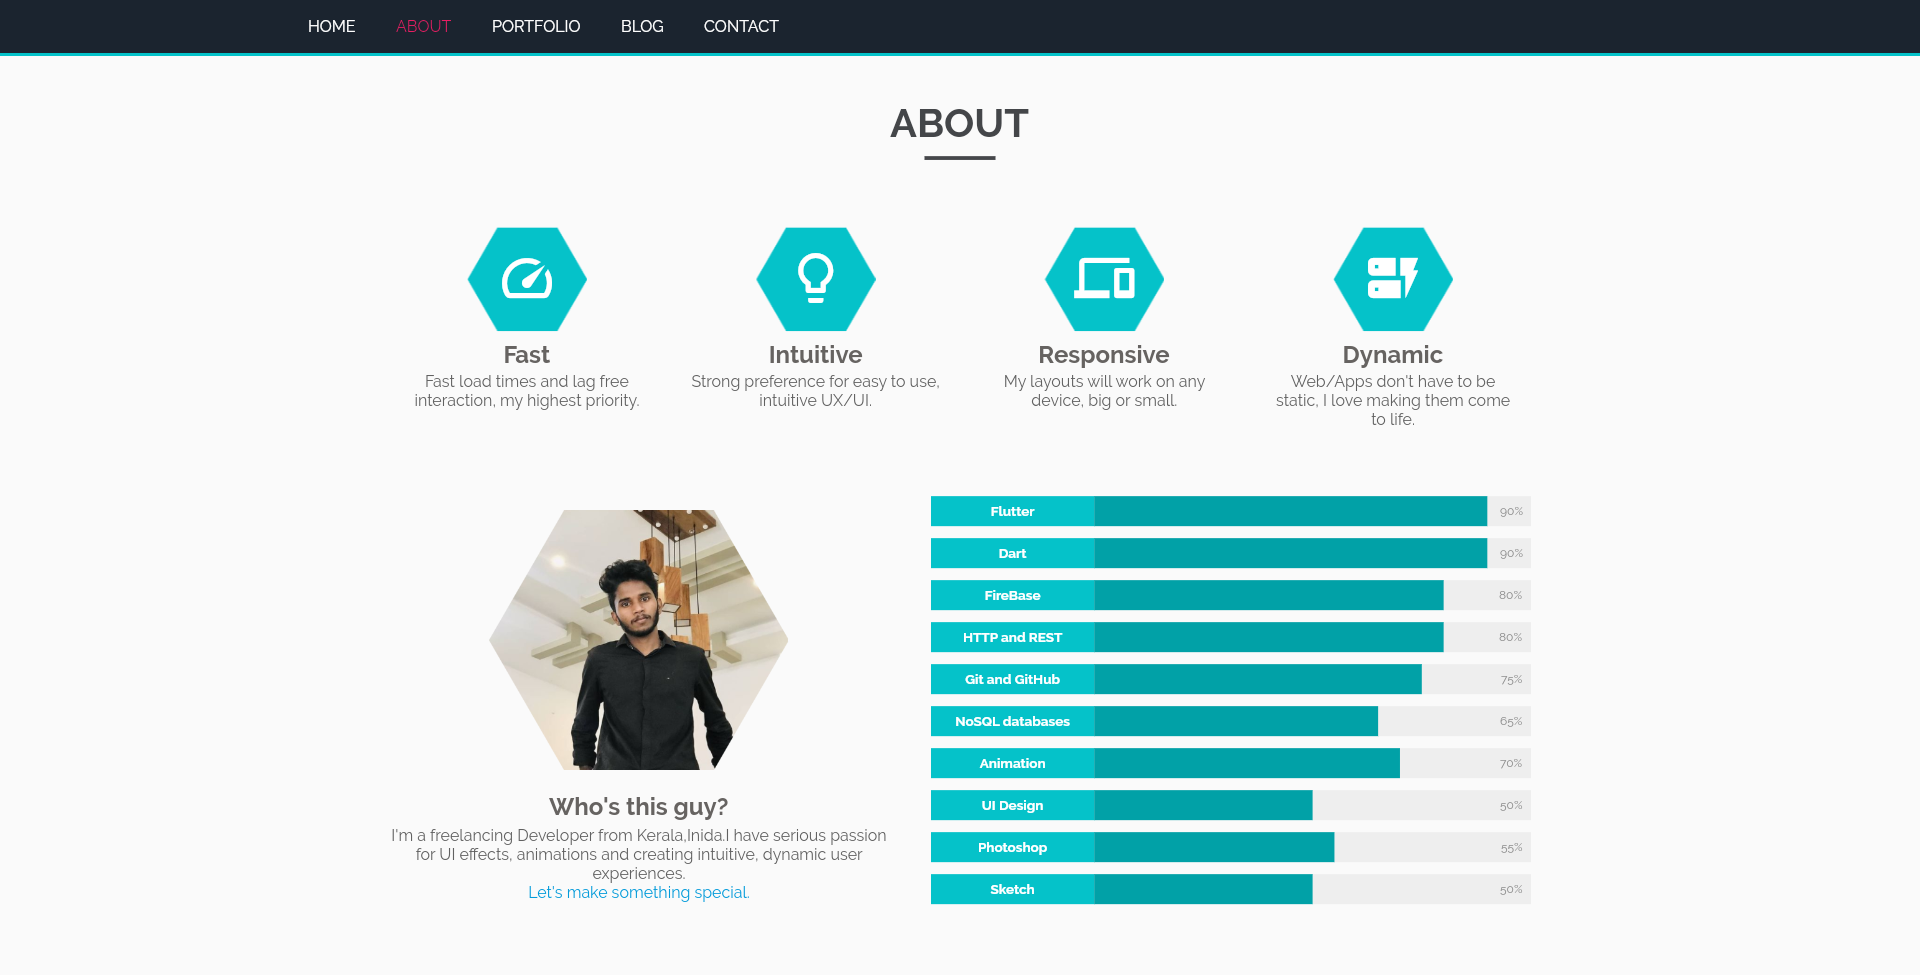 HOME ABOUT PORTFOLIO BLOG CONTACT
ABOUT
Fast
Fast load times and lag free
interaction, my highest priority.
Intuitive
Strong preference for easy to use,
intuitive UX/UI.
Responsive
My layouts will work on any
device, big or small.
Dynamic
Web/Apps don't have to be
static, I love making them come
to life.
Who's this guy?
I'm a freelancing Developer from Kerala,Inida.I have serious passion
for UI effects, animations and creating intuitive, dynamic user
experiences.
Let's make something special.
Flutter 90%
Dart 90%
FireBase 80%
HTTP and REST 80%
Git and GitHub 75%
NoSQL databases 65%
Animation 70%
UI Design 50%
Photoshop 55%
Sketch 50%